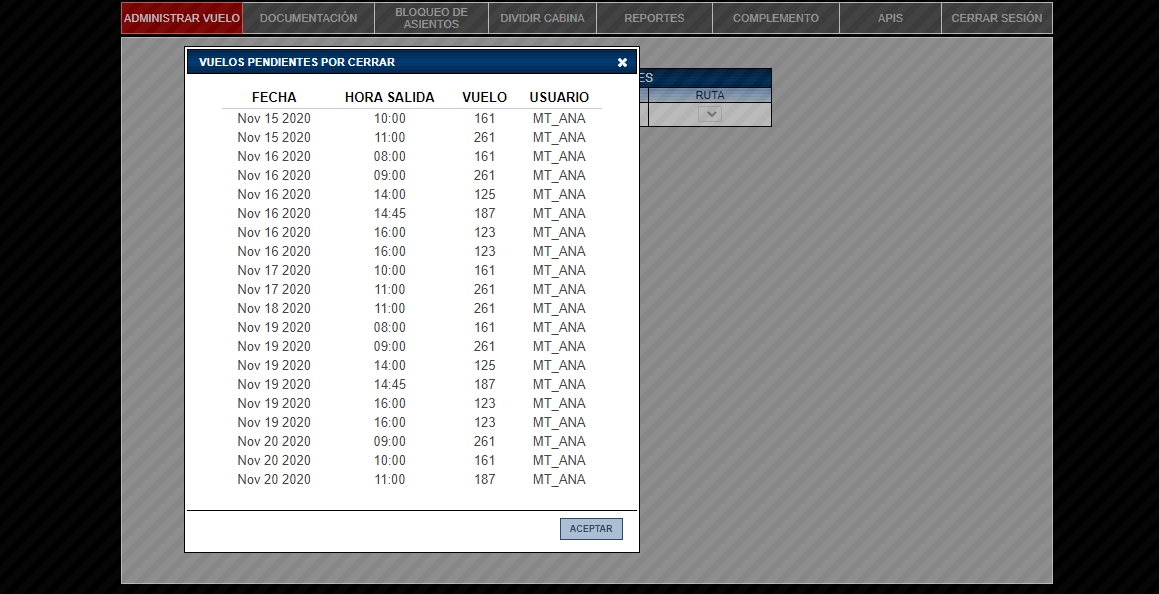 ADMINISTRAR VUELO DOCUMENTACIÓN BLOQUEO DE ASIENTOS DIVIDIR CABINA REPORTES COMPLEMENTO APIS CERRAR SESIÓN
VUELOS PENDIENTES POR CERRAR
ES
RUTA
FECHA HORA SALIDA VUELO USUARIO
Nov 15 2020 10:00 161 MT_ANA
Nov 15 2020 11:00 261 MT_ANA
Nov 16 2020 08:00 161 MT_ANA
Nov 16 2020 09:00 261 MT_ANA
Nov 16 2020 14:00 125 MT_ANA
Nov 16 2020 14:45 187 MT_ANA
Nov 16 2020 16:00 123 MT_ANA
Nov 16 2020 16:00 123 MT_ANA
Nov 17 2020 10:00 161 MT_ANA
Nov 17 2020 11:00 261 MT_ANA
Nov 18 2020 11:00 261 MT_ANA
Nov 19 2020 08:00 161 MT_ANA
Nov 19 2020 09:00 261 MT_ANA
Nov 19 2020 14:00 125 MT_ANA
Nov 19 2020 14:45 187 MT_ANA
Nov 19 2020 16:00 123 MT_ANA
Nov 19 2020 16:00 123 MT_ANA
Nov 20 2020 09:00 261 MT_ANA
Nov 20 2020 10:00 161 MT_ANA
Nov 20 2020 11:00 187 MT_ANA
ACEPTAR